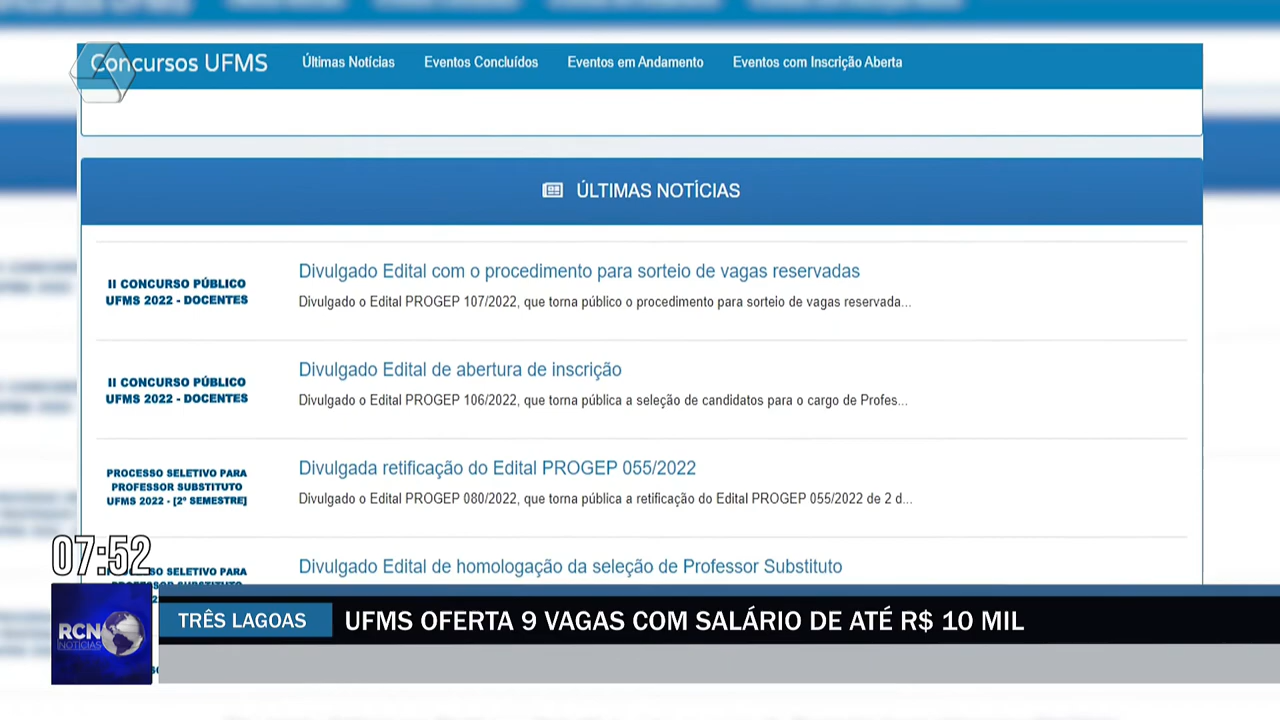 Concursos UFMS
Últimas Notícias
Eventos Concluídos
Eventos em Andamento
Eventos com Inscrição Aberta
ÚLTIMAS NOTÍCIAS
II CONCURSO PÚBLICO
UFMS 2022 - DOCENTES
Divulgado Edital com o procedimento para sorteio de vagas reservadas
Divulgado o Edital PROGEP 107/2022, que torna público o procedimento para sorteio de vagas reservada...
II CONCURSO PÚBLICO
UFMS 2022 - DOCENTES
Divulgado Edital de abertura de inscrição
Divulgado o Edital PROGEP 106/2022, que torna pública a seleção de candidatos para o cargo de Profes...
PROCESSO SELETIVO PARA
PROFESSOR SUBSTITUTO
UFMS 2022 - [2º SEMESTRE]
Divulgada retificação do Edital PROGEP 055/2022
Divulgado o Edital PROGEP 080/2022, que torna pública a retificação do Edital PROGEP 055/2022 de 2 d...
SELETIVO PARA
Divulgado Edital de homologação da seleção de Professor Substituto
07:52
RCN
NOTÍCIAS
TRÊS LAGOAS
UFMS OFERTA 9 VAGAS COM SALÁRIO DE ATÉ R$ 10 MIL